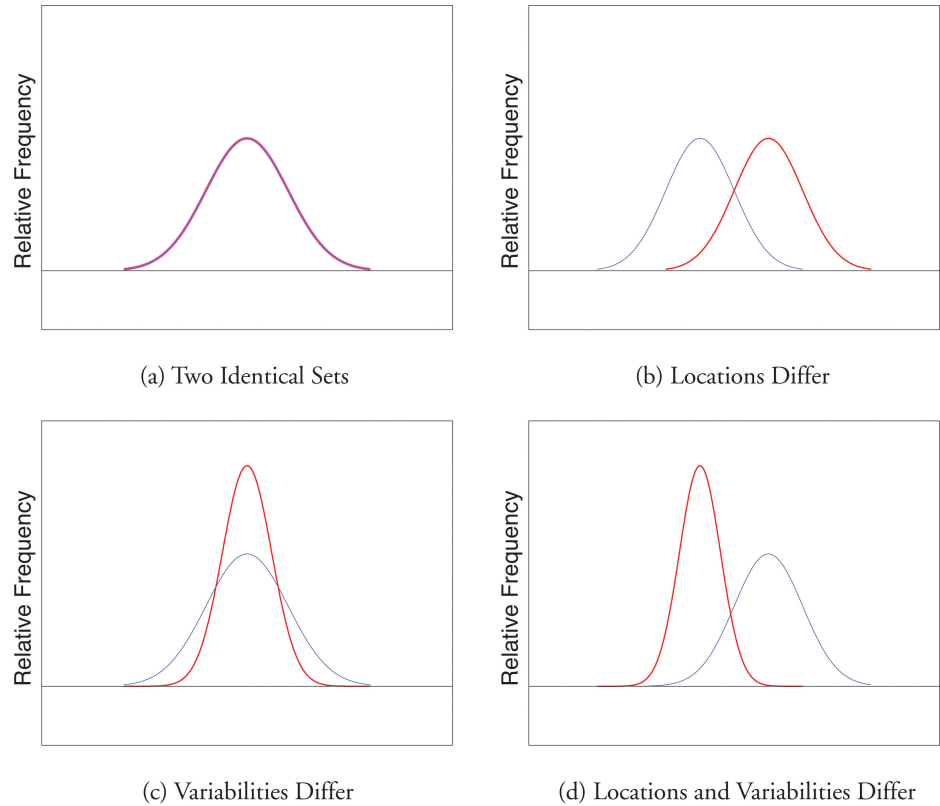 Relative Frequency
Relative Frequency
(a) Two Identical Sets
(b) Locations Differ
Relative Frequency
Relative Frequency
(c) Variabilities Differ
(d) Locations and Variabilities Differ